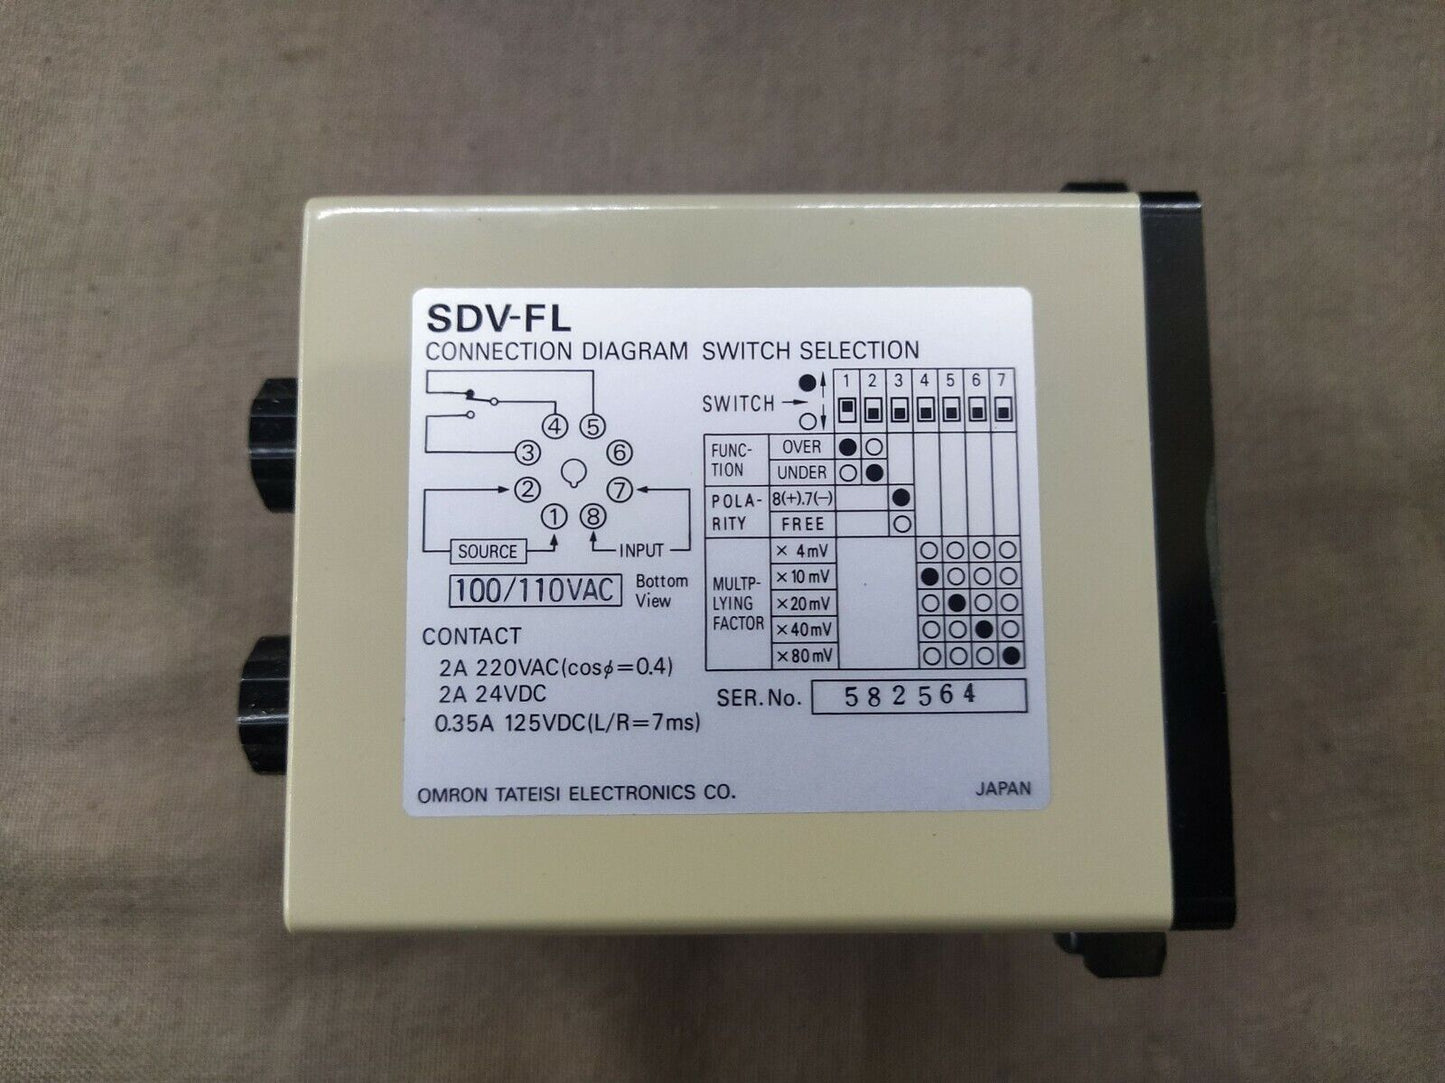 SDV-FL
CONNECTION DIAGRAM SWITCH SELECTION
1 2 3 4 5 6 7
SWITCH
4 5
3 6
2 7
1 8
SOURCE
INPUT
100/110VAC
Bottom
View
FUNC-
TION
OVER
UNDER
POLA-
RITY
8(+).7(−)
FREE
MULTP-
LYING
FACTOR
× 4mV
×10mV
×20mV
×40mV
×80mV
CONTACT
2A 220VAC(cosϕ=0.4)
2A 24VDC
0.35A 125VDC(L/R=7ms)
SER.No. 582564
OMRON TATEISI ELECTRONICS CO. JAPAN